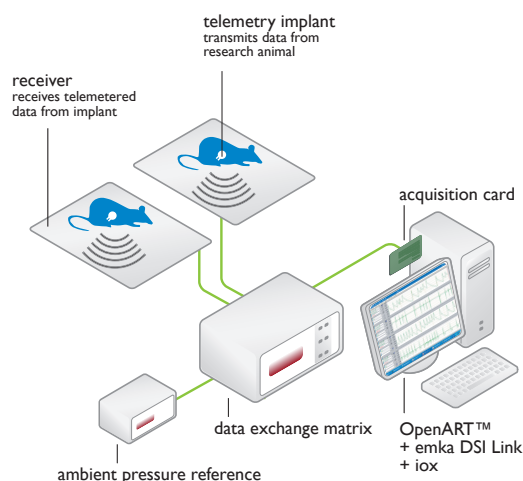 telemetry implant
transmits data from
research animal
receiver
receives telemetered
data from implant
acquisition card
data exchange matrix
OpenART™
+ emka DSI Link
+ iox
ambient pressure reference